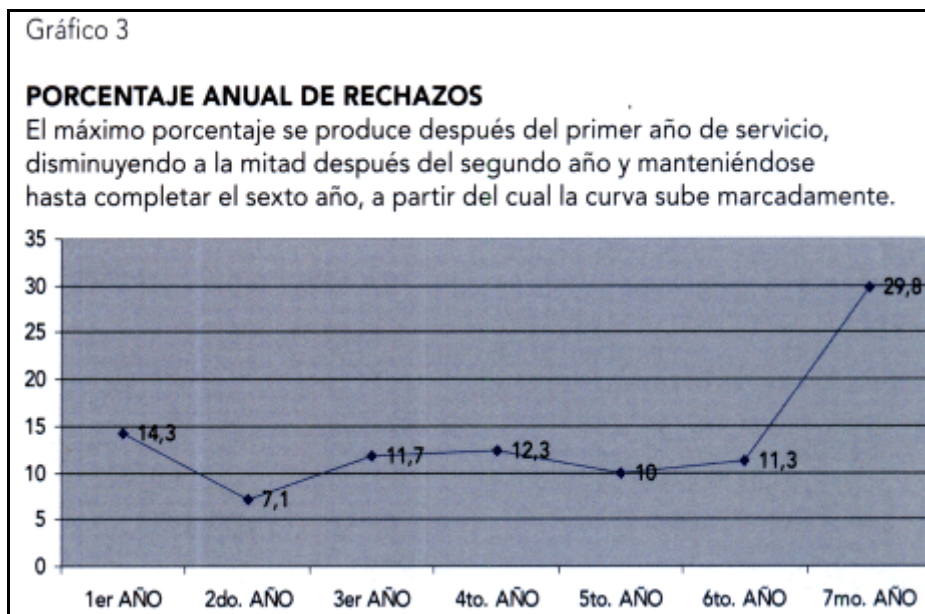 Gráfico 3
PORCENTAJE ANUAL DE RECHAZOS
El máximo porcentaje se produce después del primer año de servicio,
disminuyendo a la mitad después del segundo año y manteniéndose
hasta completar el sexto año, a partir del cual la curva sube marcadamente.
35
30
25
20
15
10
5
0
14,3
7,1
11,7
12,3
10
11,3
29,8
1er AÑO 2do. AÑO 3er AÑO 4to. AÑO 5to. AÑO 6to. AÑO 7mo. AÑO